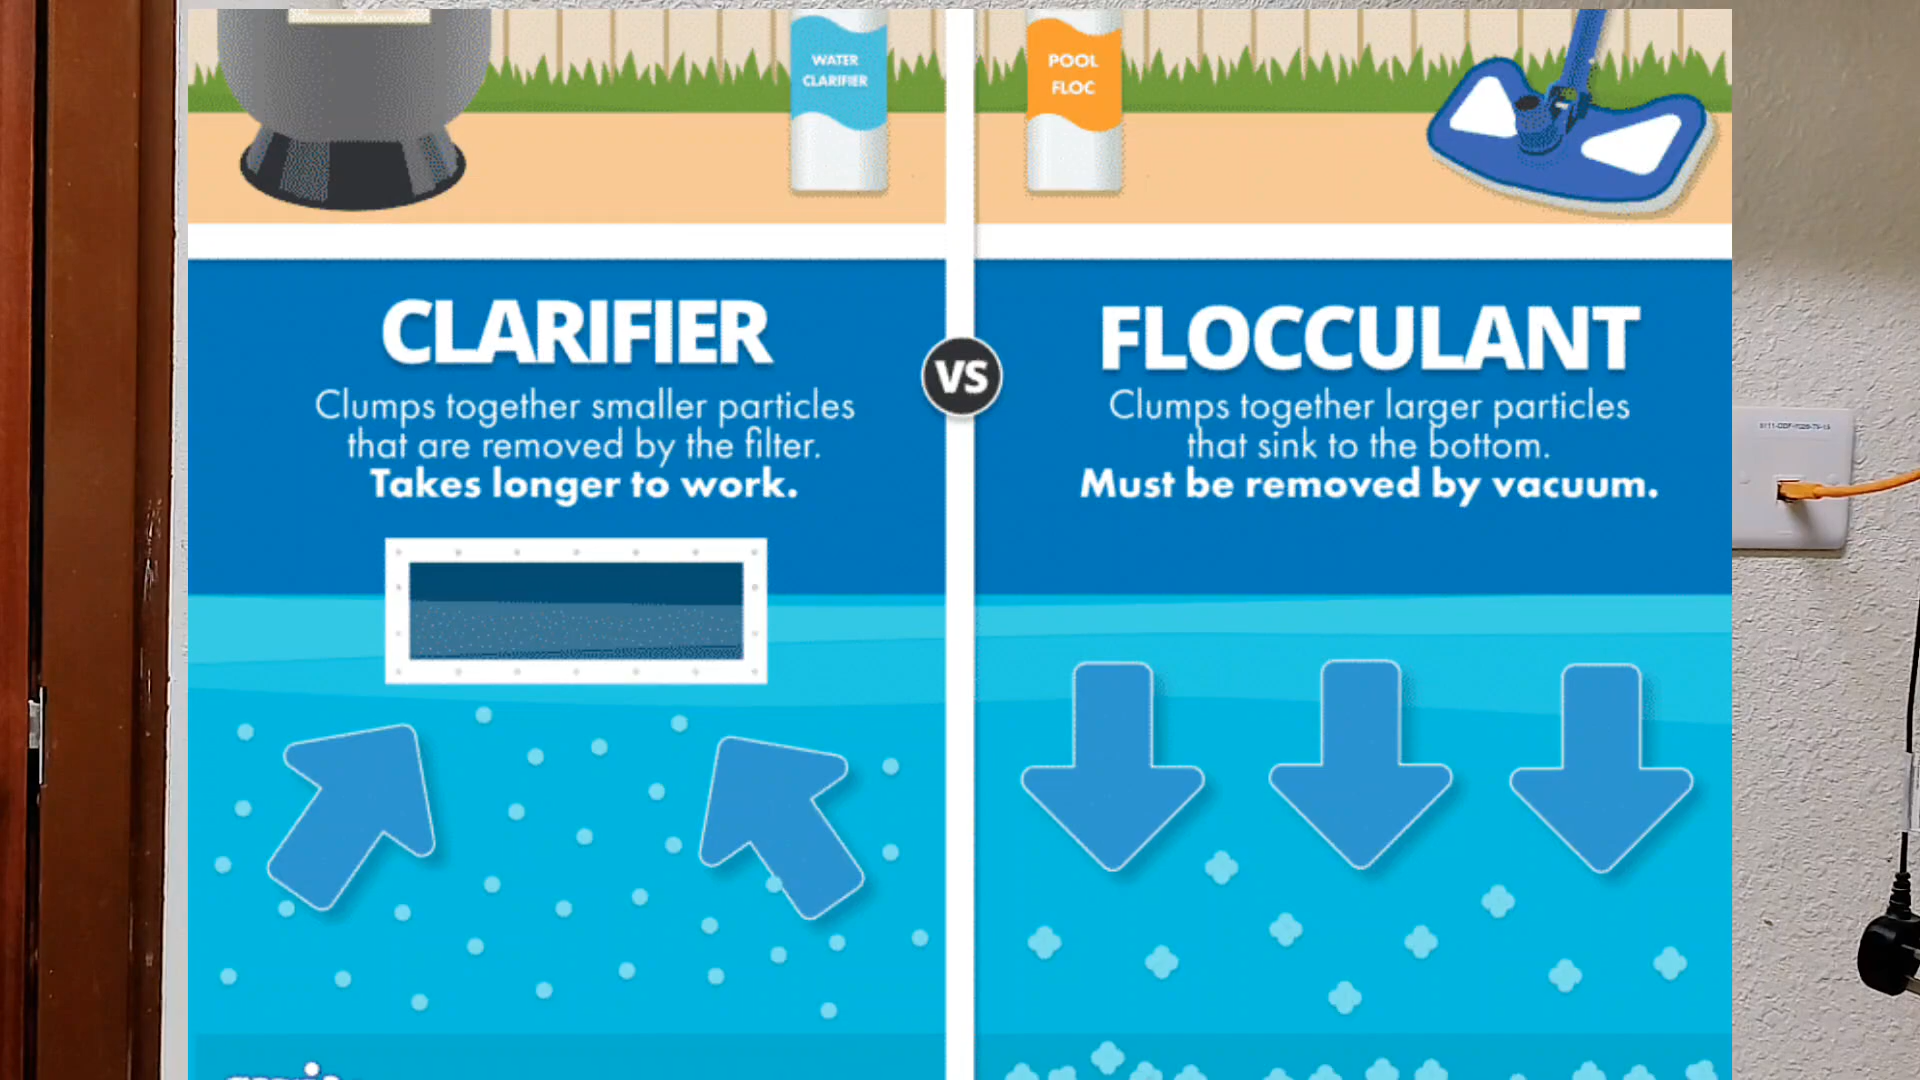 WATER
CLARIFIER
POOL
FLOC
CLARIFIER
Clumps together smaller particles
that are removed by the filter.
Takes longer to work.
VS
FLOCCULANT
Clumps together larger particles
that sink to the bottom.
Must be removed by vacuum.